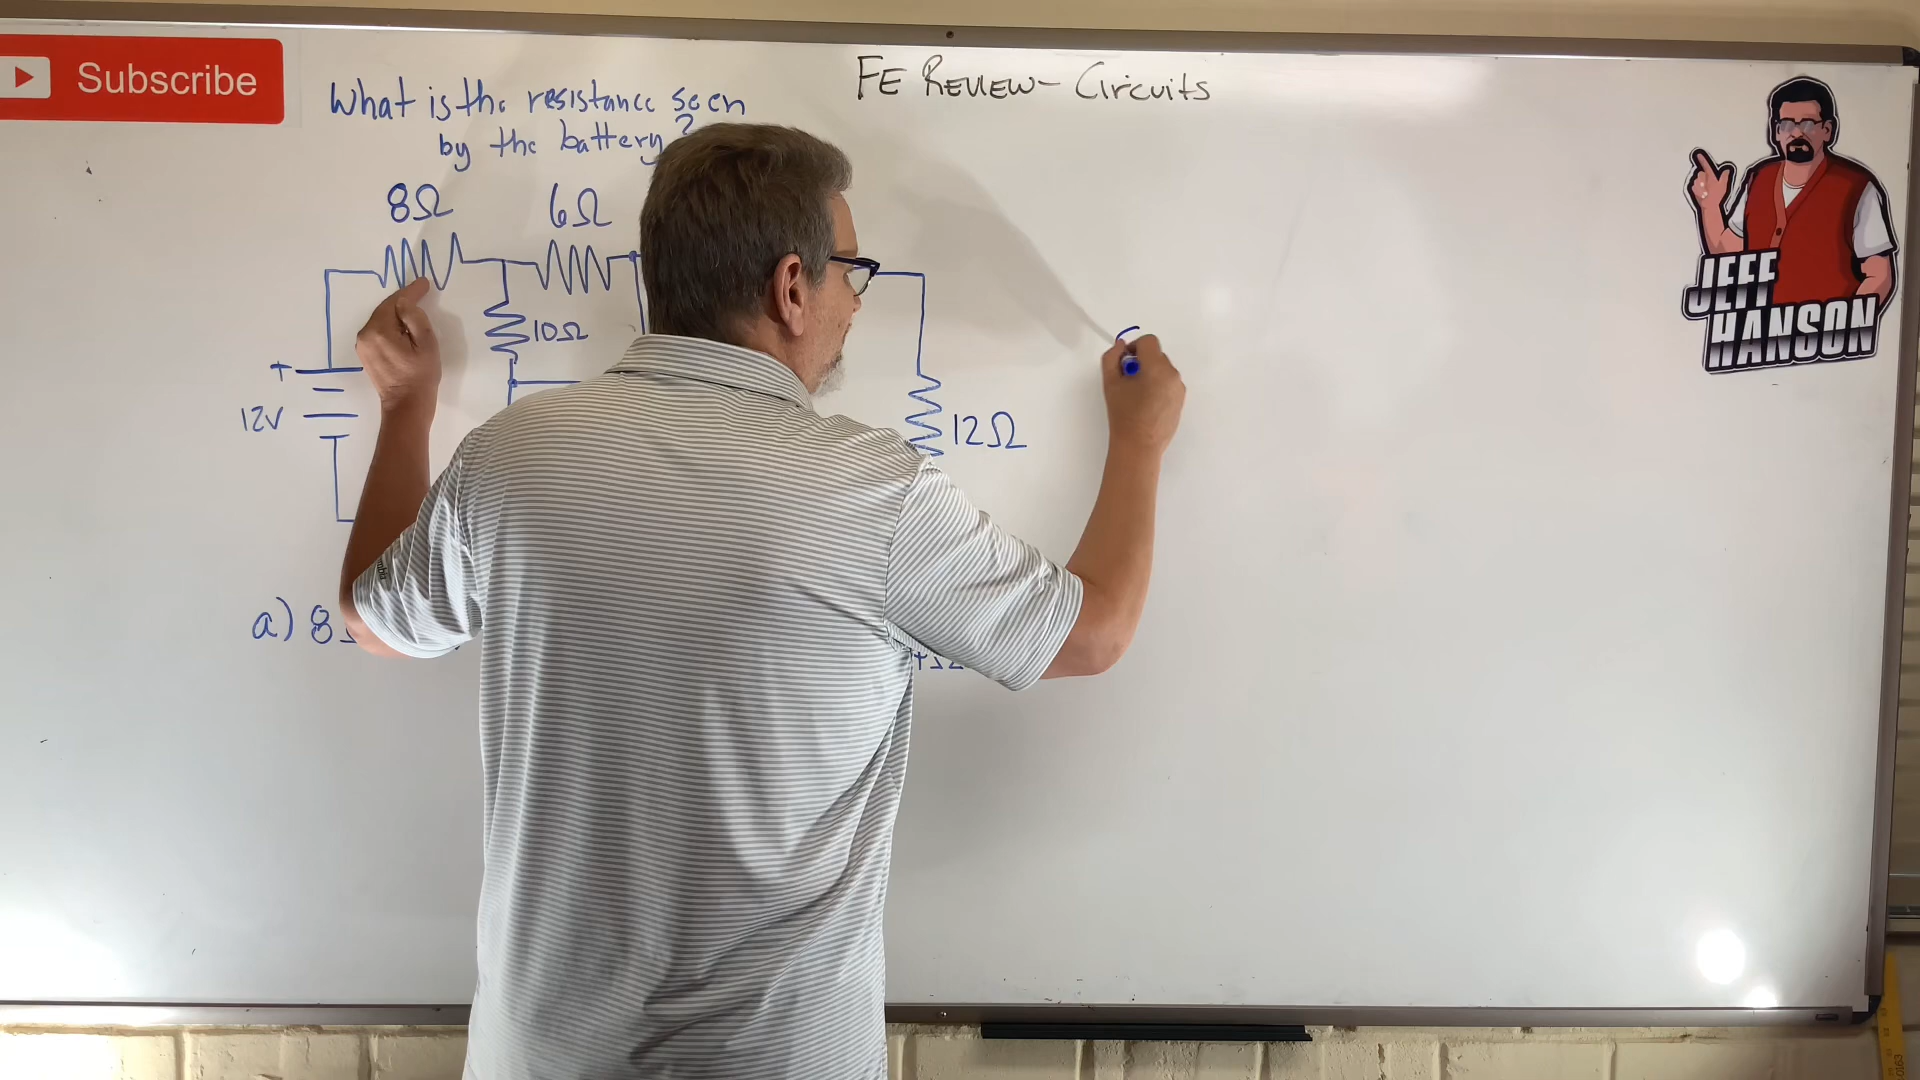 Subscribe
What is the resistance seen
by the battery?
FE REVIEW- Circuits
8Ω
6Ω
10Ω
+
12V
12Ω
a) 8
JEFF
HANSON